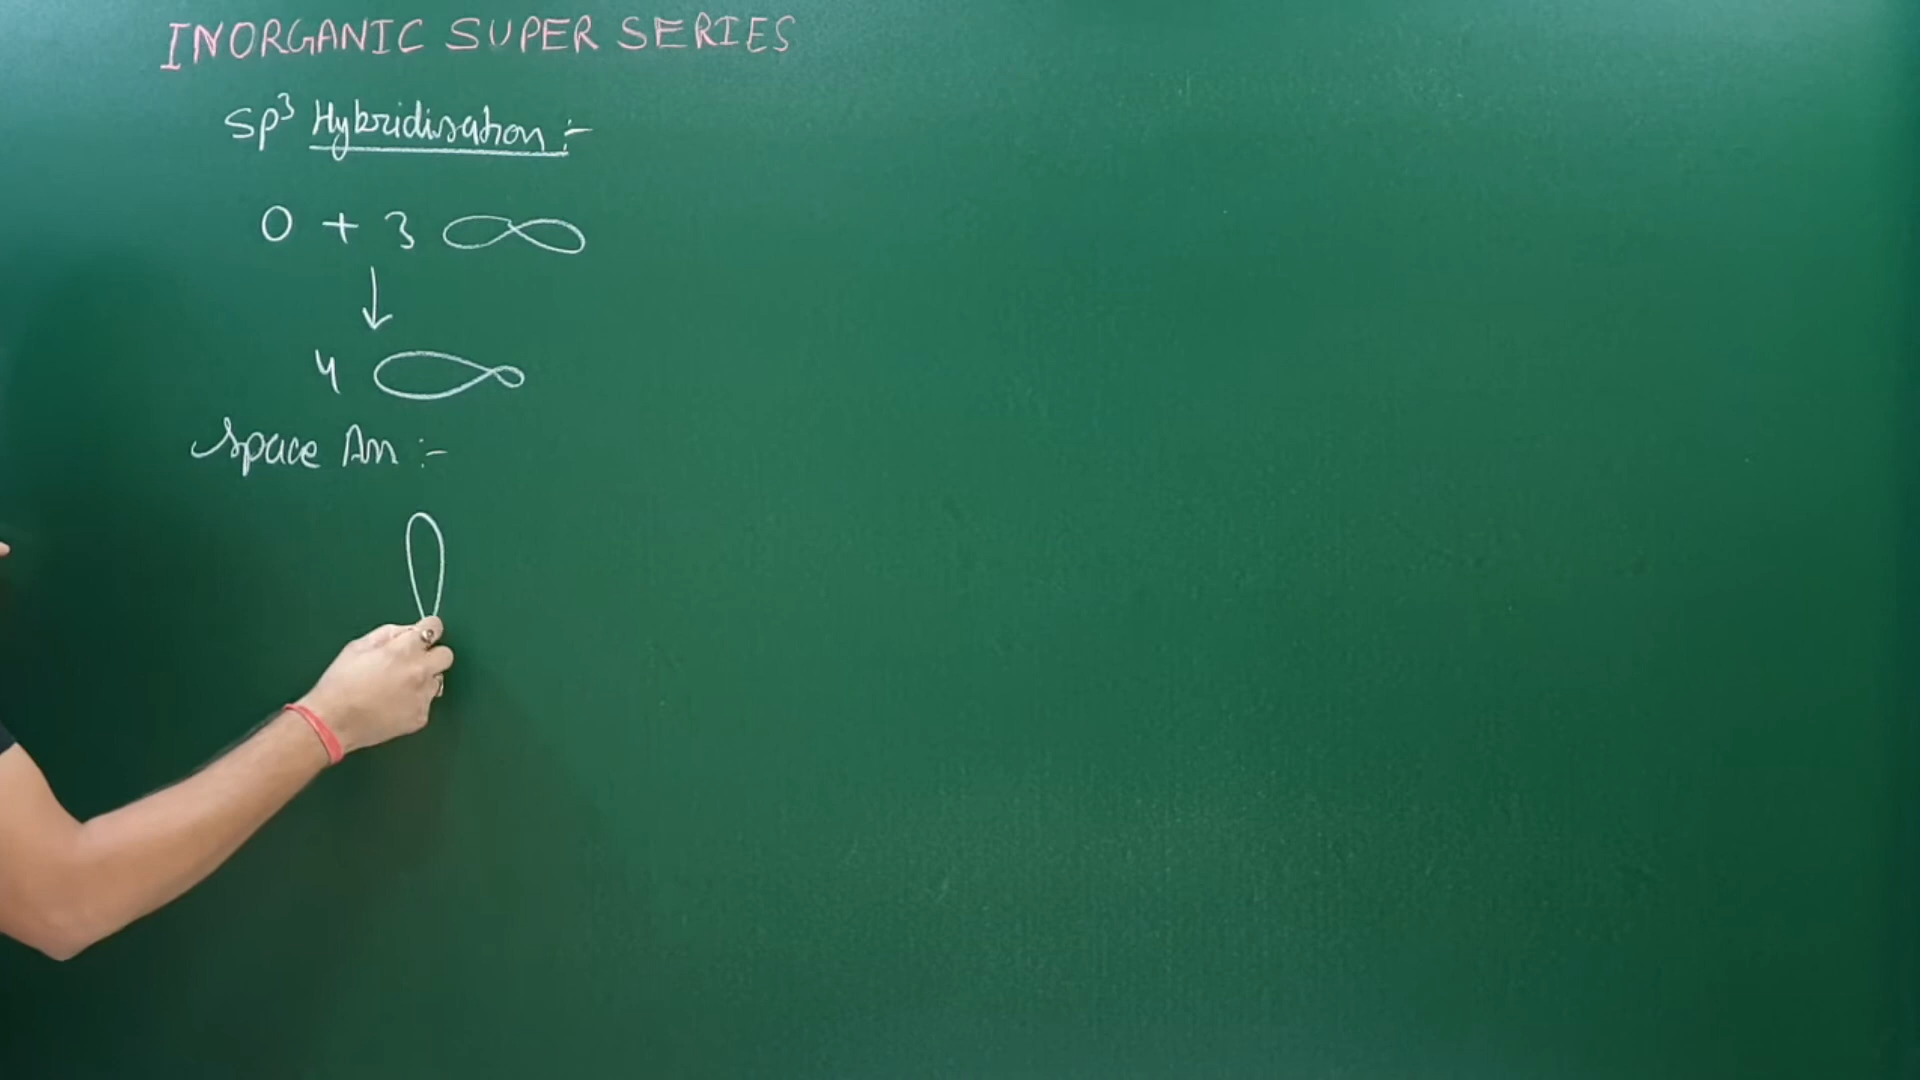 INORGANIC SUPER SERIES
sp³ Hybridisation :-
O + 3
4
Space Arr :-